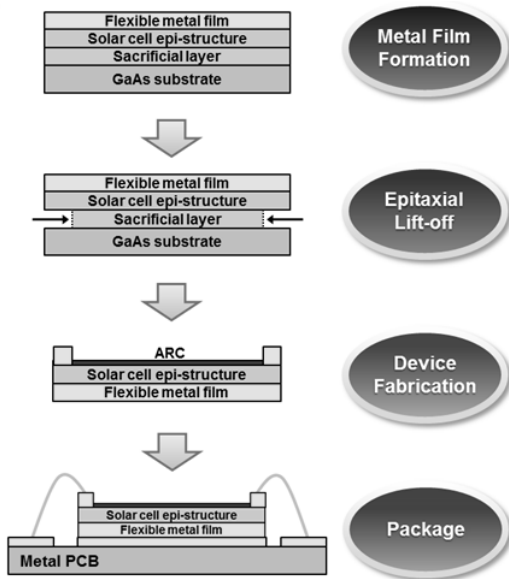 Flexible metal film
Solar cell epi-structure
Sacrificial layer
GaAs substrate
Metal Film
Formation
Flexible metal film
Solar cell epi-structure
Sacrificial layer
GaAs substrate
Epitaxial
Lift-off
ARC
Solar cell epi-structure
Flexible metal film
Device
Fabrication
Solar cell epi-structure
Flexible metal film
Metal PCB
Package